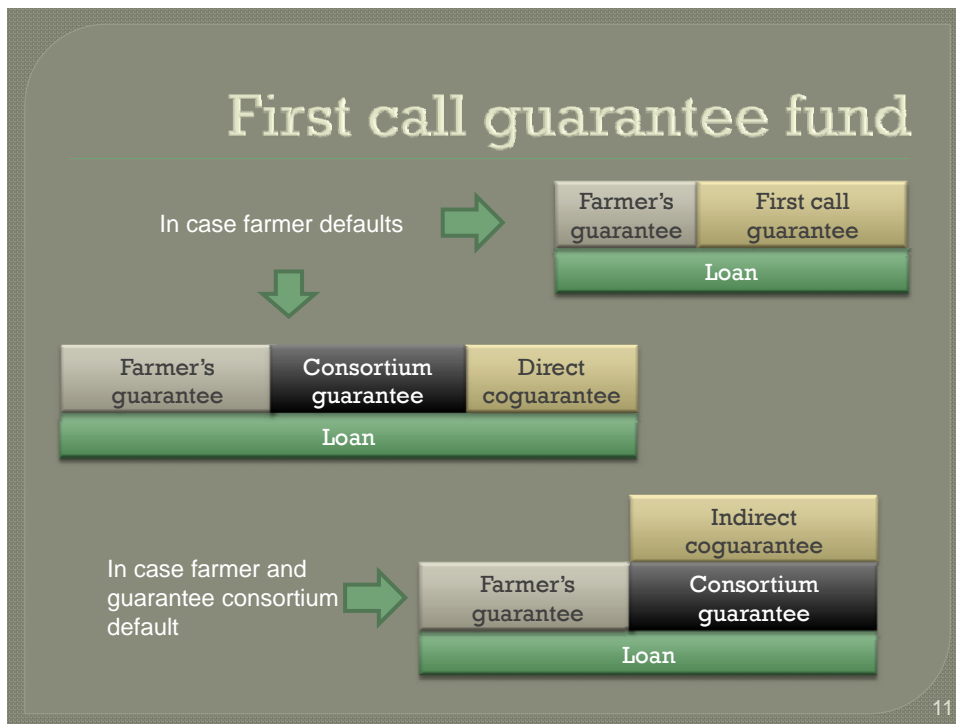 First call guarantee fund
In case farmer defaults
Farmer’s
guarantee
First call
guarantee
Loan
Farmer’s
guarantee
Consortium
guarantee
Direct
coguarantee
Loan
In case farmer and
guarantee consortium
default
Indirect
coguarantee
Farmer’s
guarantee
Consortium
guarantee
Loan
11